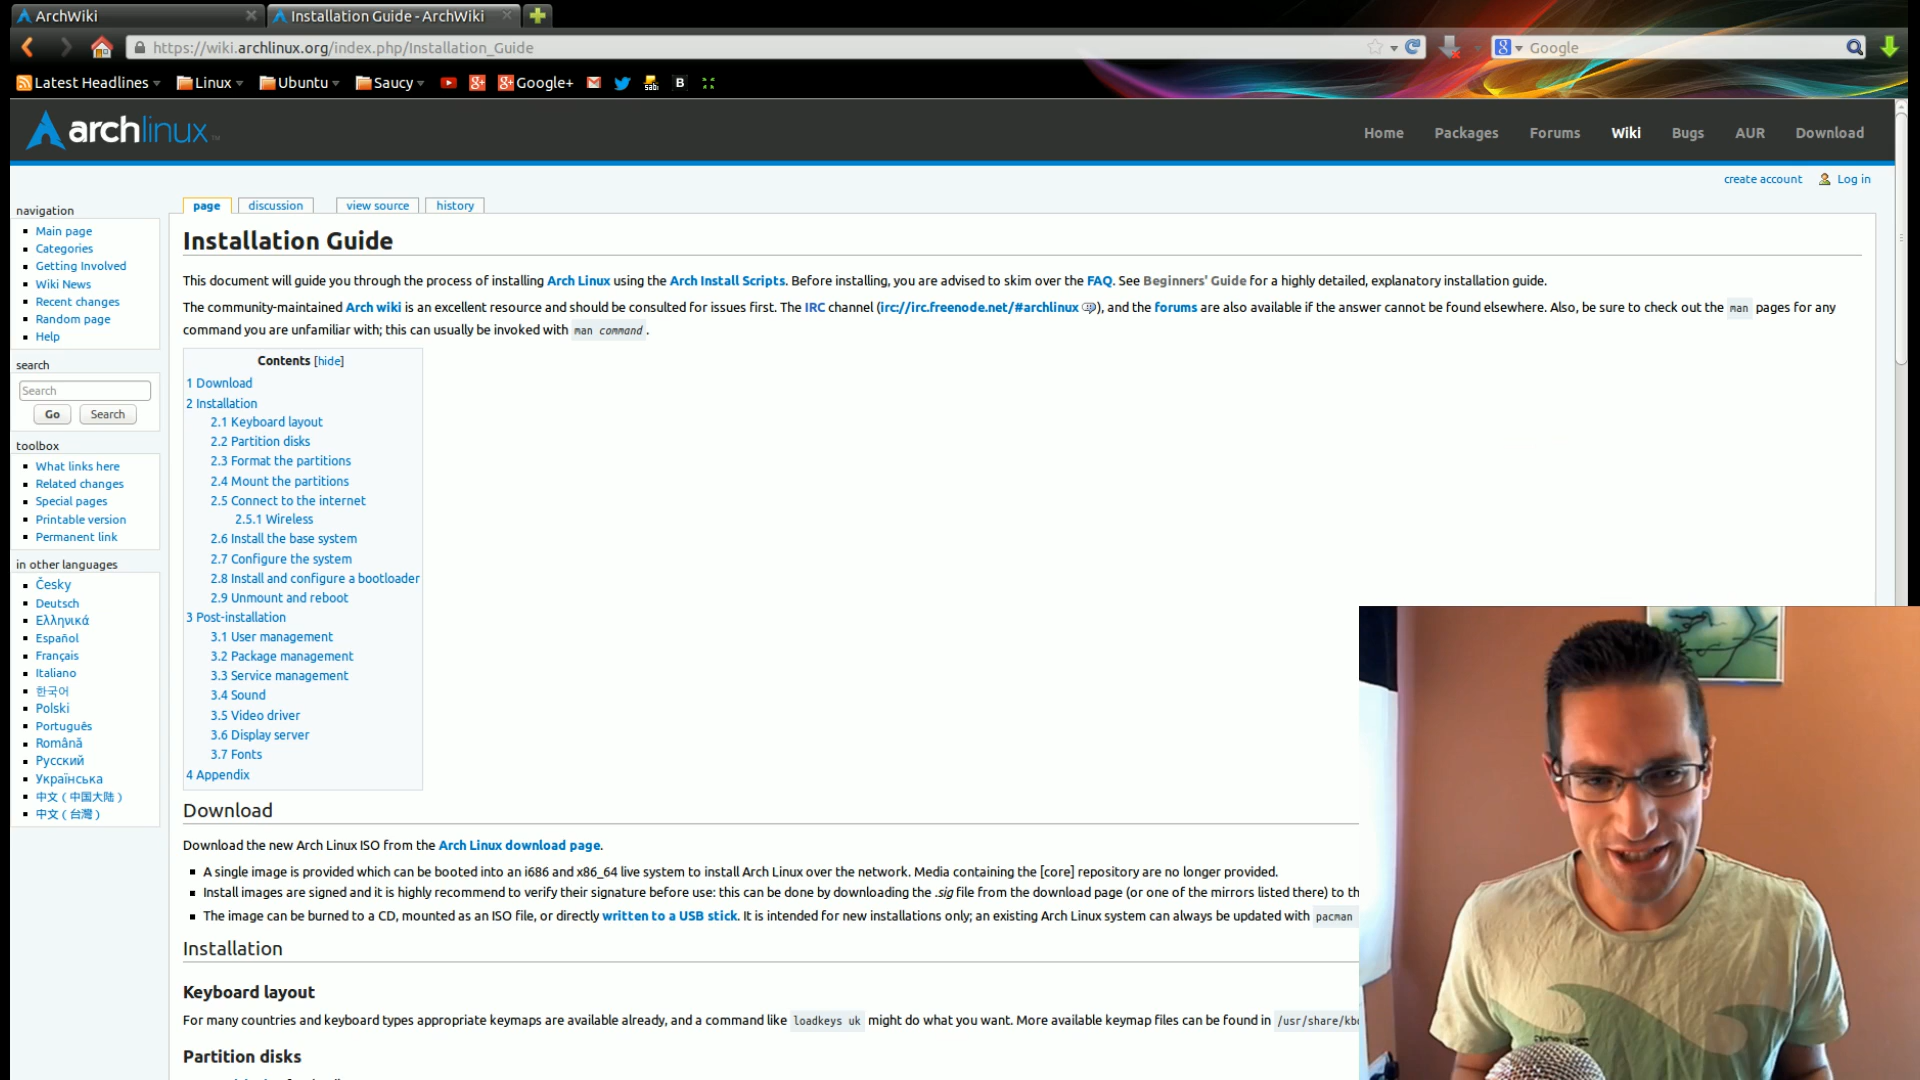 ArchWiki
Installation Guide - ArchWiki
https://wiki.archlinux.org/index.php/Installation_Guide
Google
Latest Headlines
Linux
Ubuntu
Saucy
Google+
archlinux
Home
Packages
Forums
Wiki
Bugs
AUR
Download
create account
Log in
navigation
Main page
Categories
Getting Involved
Wiki News
Recent changes
Random page
Help
search
Search
Go
Search
toolbox
What links here
Related changes
Special pages
Printable version
Permanent link
in other languages
Česky
Deutsch
Ελληνικά
Español
Français
Italiano
한국어
Polski
Português
Română
Русский
Українська
中文（中国大陆）
中文（台灣）
page
discussion
view source
history
Installation Guide
This document will guide you through the process of installing Arch Linux using the Arch Install Scripts. Before installing, you are advised to skim over the FAQ. See Beginners' Guide for a highly detailed, explanatory installation guide.
The community-maintained Arch wiki is an excellent resource and should be consulted for issues first. The IRC channel (irc://irc.freenode.net/#archlinux), and the forums are also available if the answer cannot be found elsewhere. Also, be sure to check out the man pages for any
command you are unfamiliar with; this can usually be invoked with man command.
Contents [hide]
1 Download
2 Installation
2.1 Keyboard layout
2.2 Partition disks
2.3 Format the partitions
2.4 Mount the partitions
2.5 Connect to the internet
2.5.1 Wireless
2.6 Install the base system
2.7 Configure the system
2.8 Install and configure a bootloader
2.9 Unmount and reboot
3 Post-installation
3.1 User management
3.2 Package management
3.3 Service management
3.4 Sound
3.5 Video driver
3.6 Display server
3.7 Fonts
4 Appendix
Download
Download the new Arch Linux ISO from the Arch Linux download page.
A single image is provided which can be booted into an i686 and x86_64 live system to install Arch Linux over the network. Media containing the [core] repository are no longer provided.
Install images are signed and it is highly recommend to verify their signature before use: this can be done by downloading the .sig file from the download page (or one of the mirrors listed there) to th
The image can be burned to a CD, mounted as an ISO file, or directly written to a USB stick. It is intended for new installations only; an existing Arch Linux system can always be updated with pacman
Installation
Keyboard layout
For many countries and keyboard types appropriate keymaps are available already, and a command like loadkeys uk might do what you want. More available keymap files can be found in /usr/share/kb
Partition disks